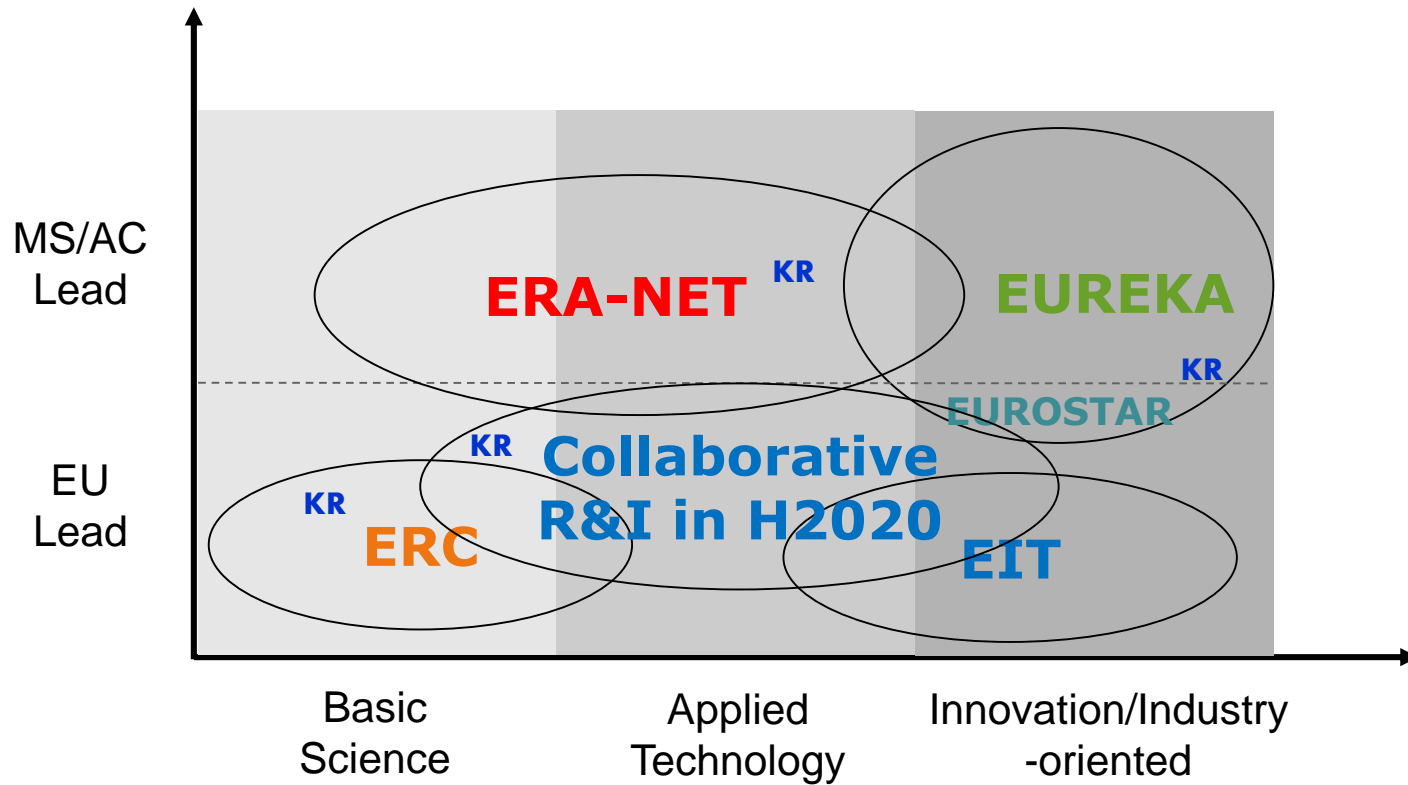 MS/AC
Lead
KR
ERA-NET
EUREKA
KR
EUROSTAR
EU
Lead
KR
Collaborative
R&I in H2020
KR
ERC
EIT
Basic
Science
Applied
Technology
Innovation/Industry
-oriented